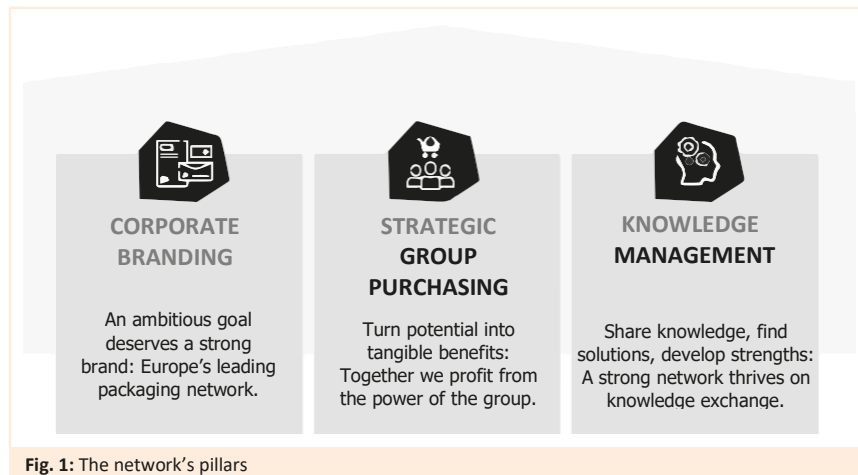 CORPORATE
BRANDING
An ambitious goal
deserves a strong
brand: Europe’s leading
packaging network.
STRATEGIC
GROUP
PURCHASING
Turn potential into
tangible benefits:
Together we profit from
the power of the group.
KNOWLEDGE
MANAGEMENT
Share knowledge, find
solutions, develop strengths:
A strong network thrives on
knowledge exchange.
Fig. 1: The network’s pillars